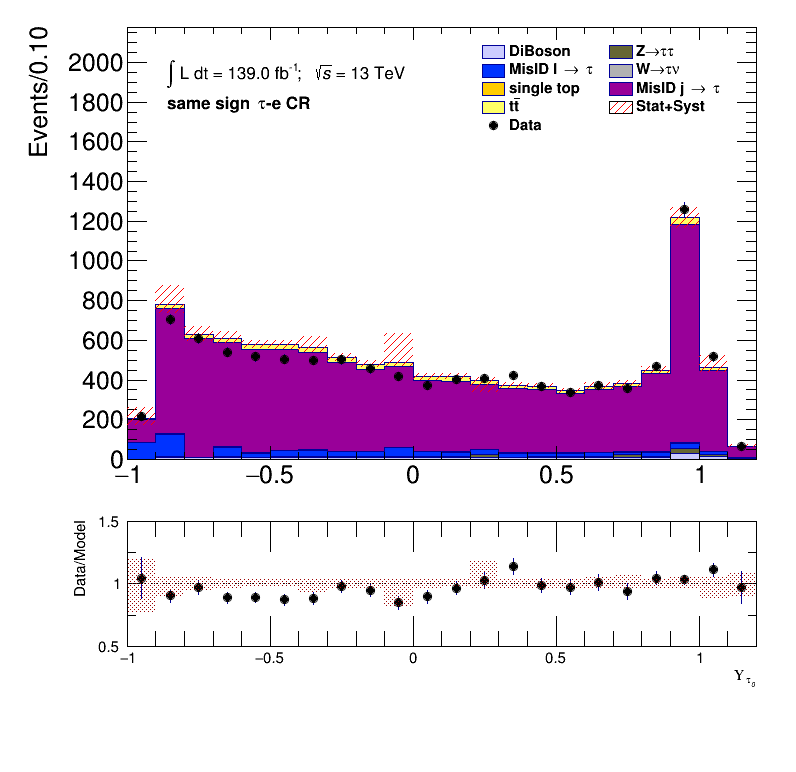 Events/0.10
2000
1800
1600
1400
1200
1000
800
600
400
200
0
∫ L dt = 139.0 fb⁻¹; √s = 13 TeV
same sign τ-e CR
DiBoson
MisID l → τ
single top
tt̄
Data
Z→ττ
W→τν
MisID j → τ
Stat+Syst
−1 −0.5 0 0.5 1
Data/Model
1.5
1
0.5
−1 −0.5 0 0.5 1
Υ_τ₀